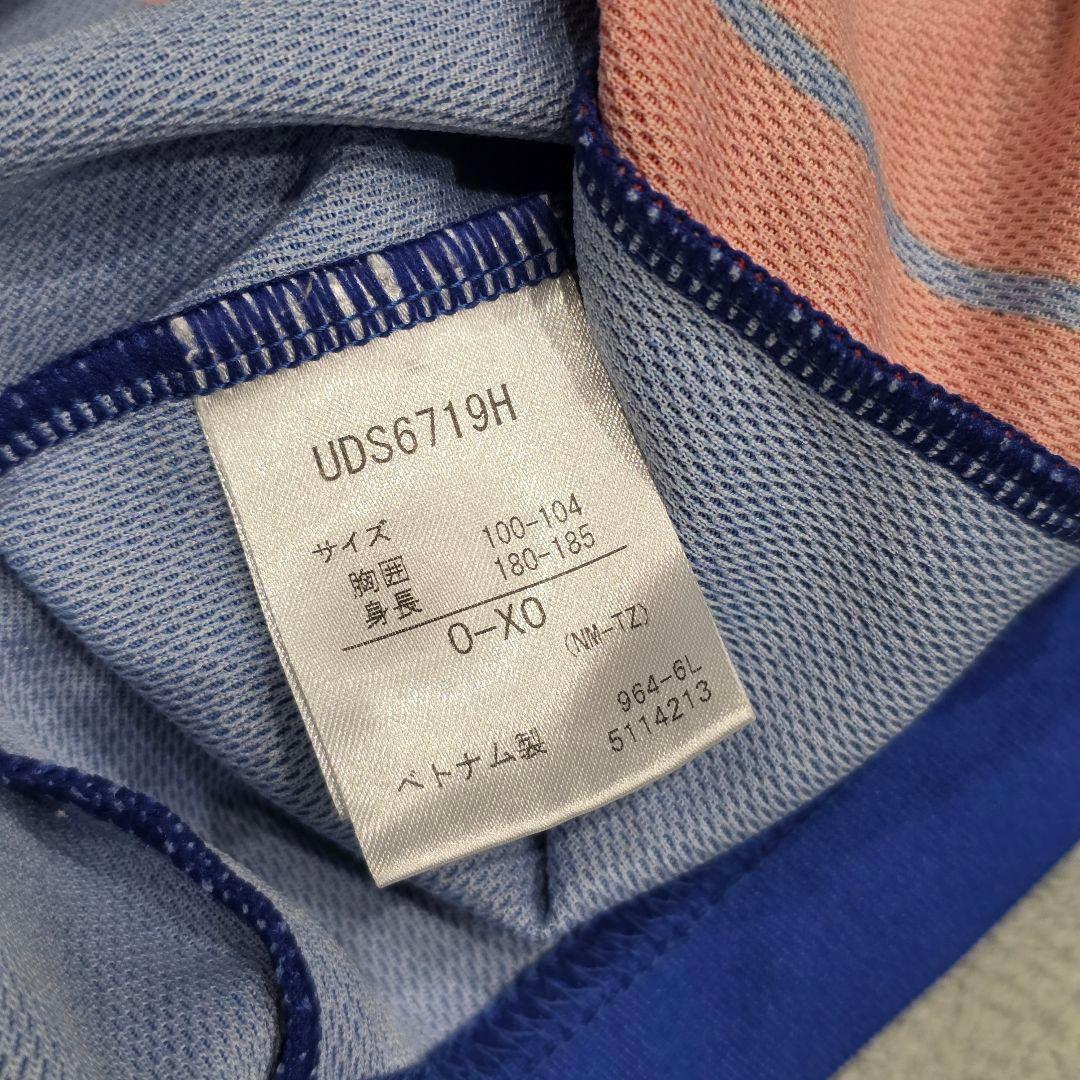 UDS6719H
サイズ
胸囲 100-104
身長 180-185
O-XO
(NM-TZ)
964-6L
ベトナム製 5114213